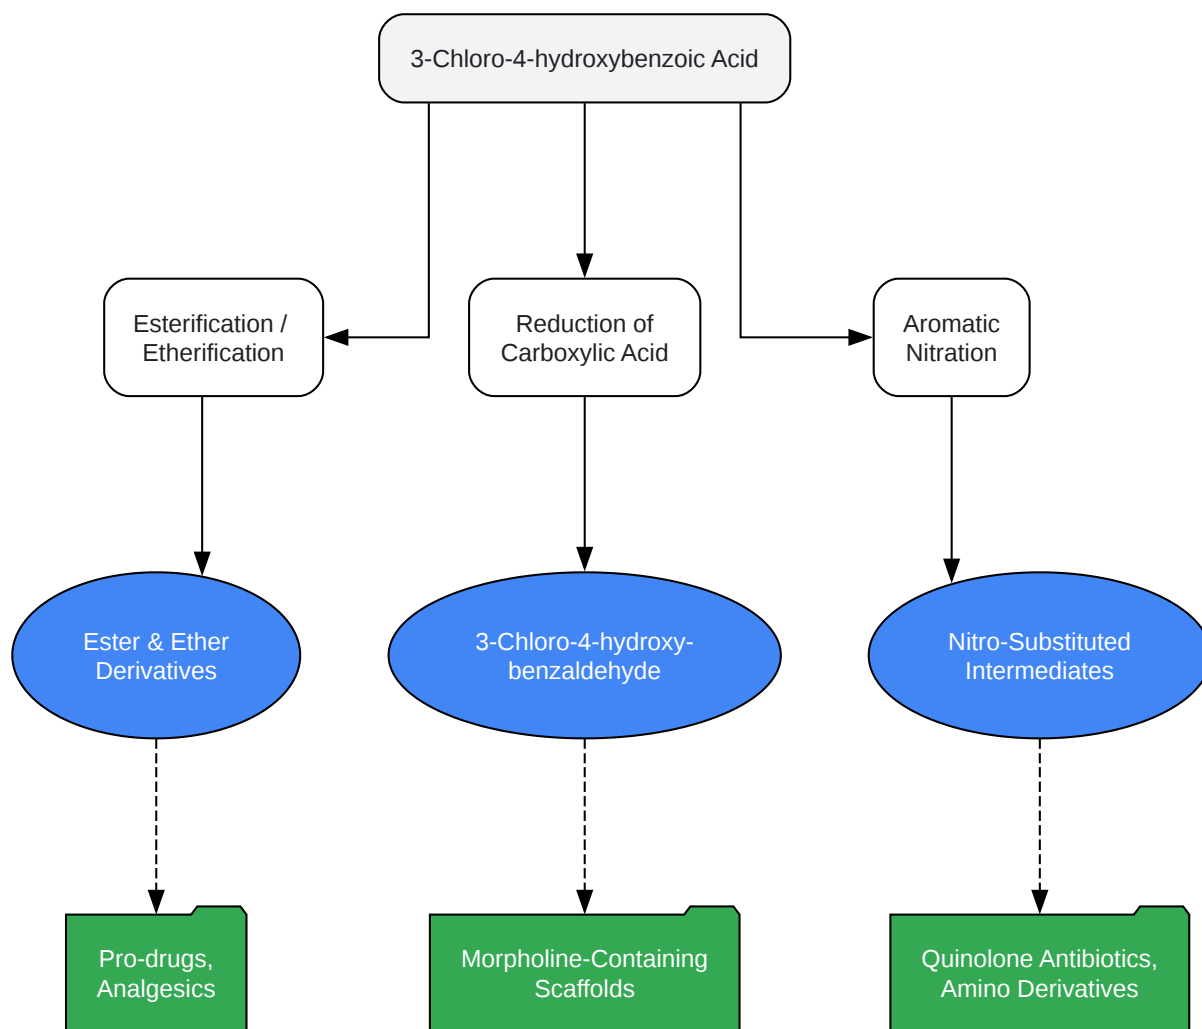 3-Chloro-4-hydroxybenzoic Acid
Esterification /
Etherification
Reduction of
Carboxylic Acid
Aromatic
Nitration
Ester & Ether
Derivatives
3-Chloro-4-hydroxy-
benzaldehyde
Nitro-Substituted
Intermediates
Pro-drugs,
Analgesics
Morpholine-Containing
Scaffolds
Quinolone Antibiotics,
Amino Derivatives